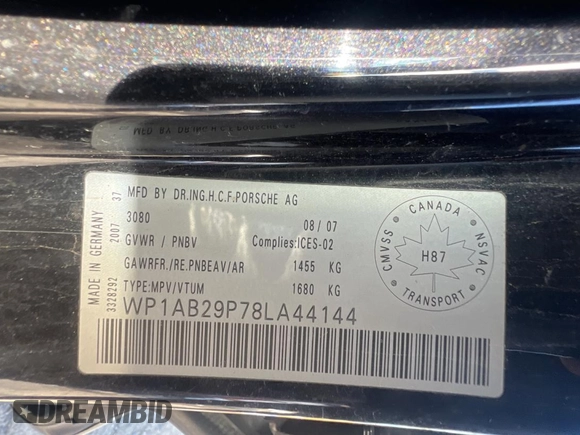 MFD BY DR.ING.H.C.F.PORSCHE AG
3080 08/07
GVWR / PNBV Complies:ICES-02
GAWRFR./RE.PNBEAV/AR 1455 KG
TYPE:MPV/VTUM 1680 KG
WP1AB29P78LA44144
MADE IN GERMANY 2007 37
3328292
CANADA
CMVSS
NSVAC
H87
TRANSPORT
DREAMBID